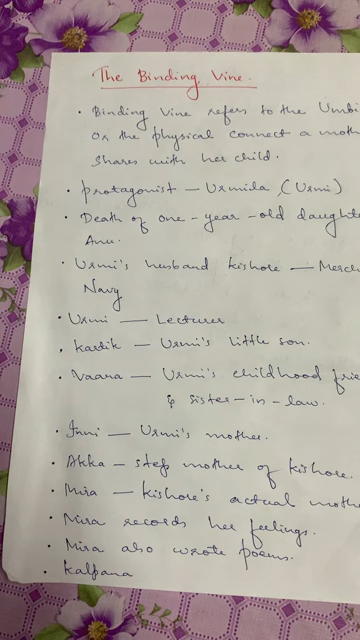 The Binding Vine.
• Binding Vine refers to the Umbi
Or the physical connect a moth
shares with her child.
• protagonist — Urmila (Urmi)
• Death of one-year-old daught
Anu.
• Urmi's husband kishore — Merch
Navy
• Urmi — Lecturer
• Kartik — Urmi's little son.
• Vaana — Urmi's childhood frie
& sister-in-law.
• Inni — Urmi's mother.
• Akka — step mother of kishore.
• Mira — kishore's actual mothe
• Mira records her feelings.
• Mira also wrote poems.
• Kalpana